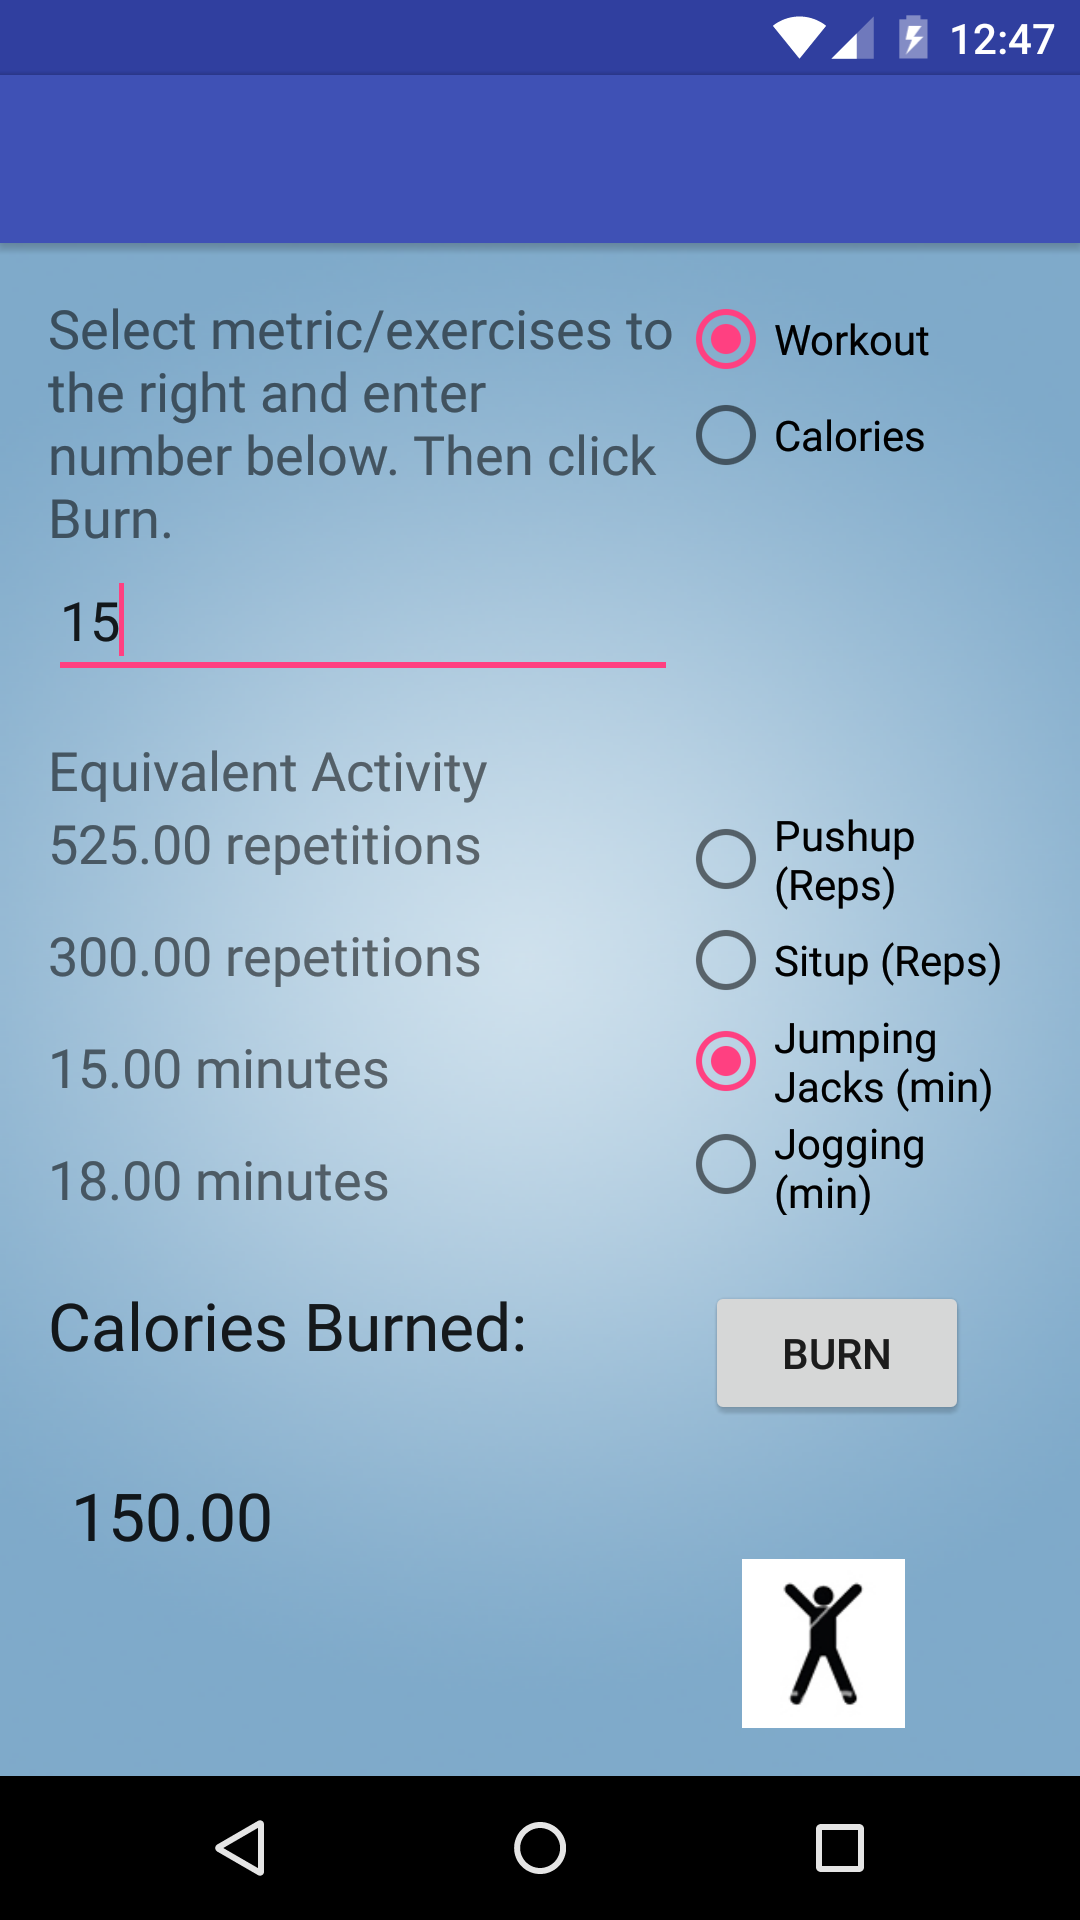 12:47
Select metric/exercises to
the right and enter
number below. Then click
Burn.
Workout
Calories
15
Equivalent Activity
525.00 repetitions
Pushup
(Reps)
300.00 repetitions
Situp (Reps)
15.00 minutes
Jumping
Jacks (min)
18.00 minutes
Jogging
(min)
Calories Burned:
BURN
150.00